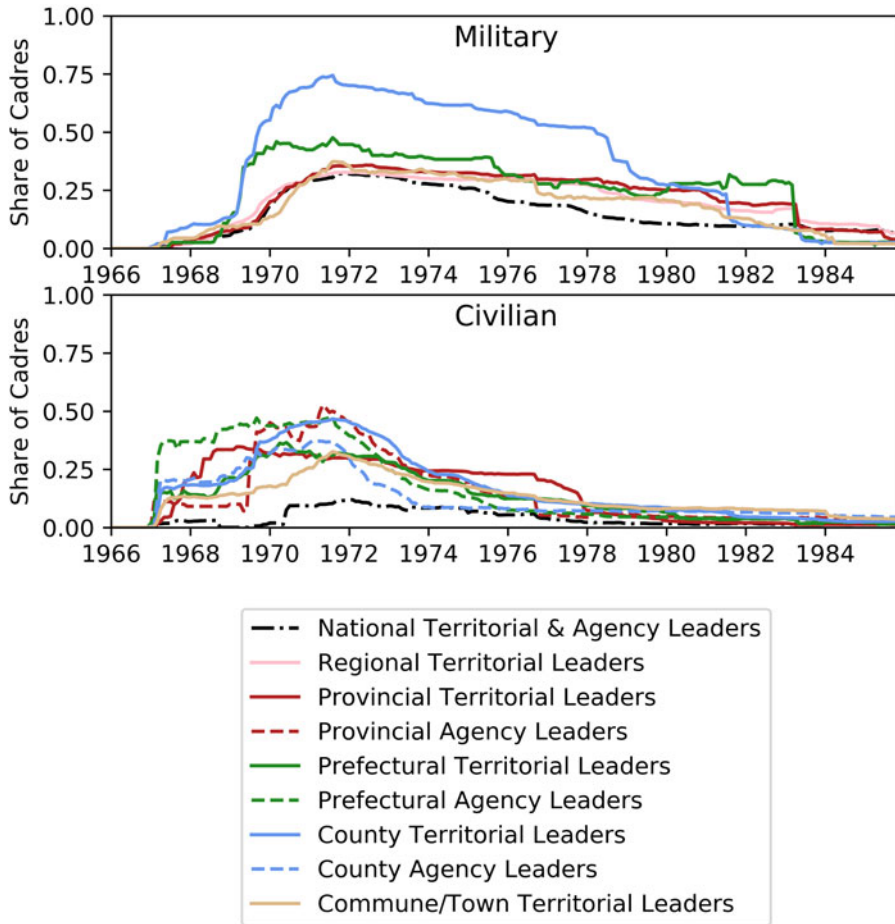 Military
Share of Cadres
1.00
0.75
0.50
0.25
0.00
1966 1968 1970 1972 1974 1976 1978 1980 1982 1984
Civilian
Share of Cadres
1.00
0.75
0.50
0.25
0.00
1966 1968 1970 1972 1974 1976 1978 1980 1982 1984
National Territorial & Agency Leaders
Regional Territorial Leaders
Provincial Territorial Leaders
Provincial Agency Leaders
Prefectural Territorial Leaders
Prefectural Agency Leaders
County Territorial Leaders
County Agency Leaders
Commune/Town Territorial Leaders